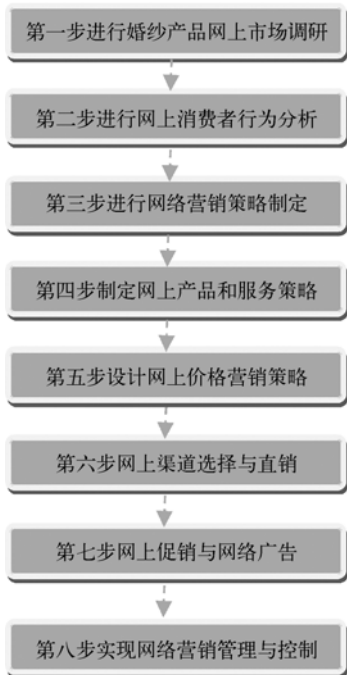 第一步进行婚纱产品网上市场调研
第二步进行网上消费者行为分析
第三步进行网络营销策略制定
第四步制定网上产品和服务策略
第五步设计网上价格营销策略
第六步网上渠道选择与直销
第七步网上促销与网络广告
第八步实现网络营销管理与控制